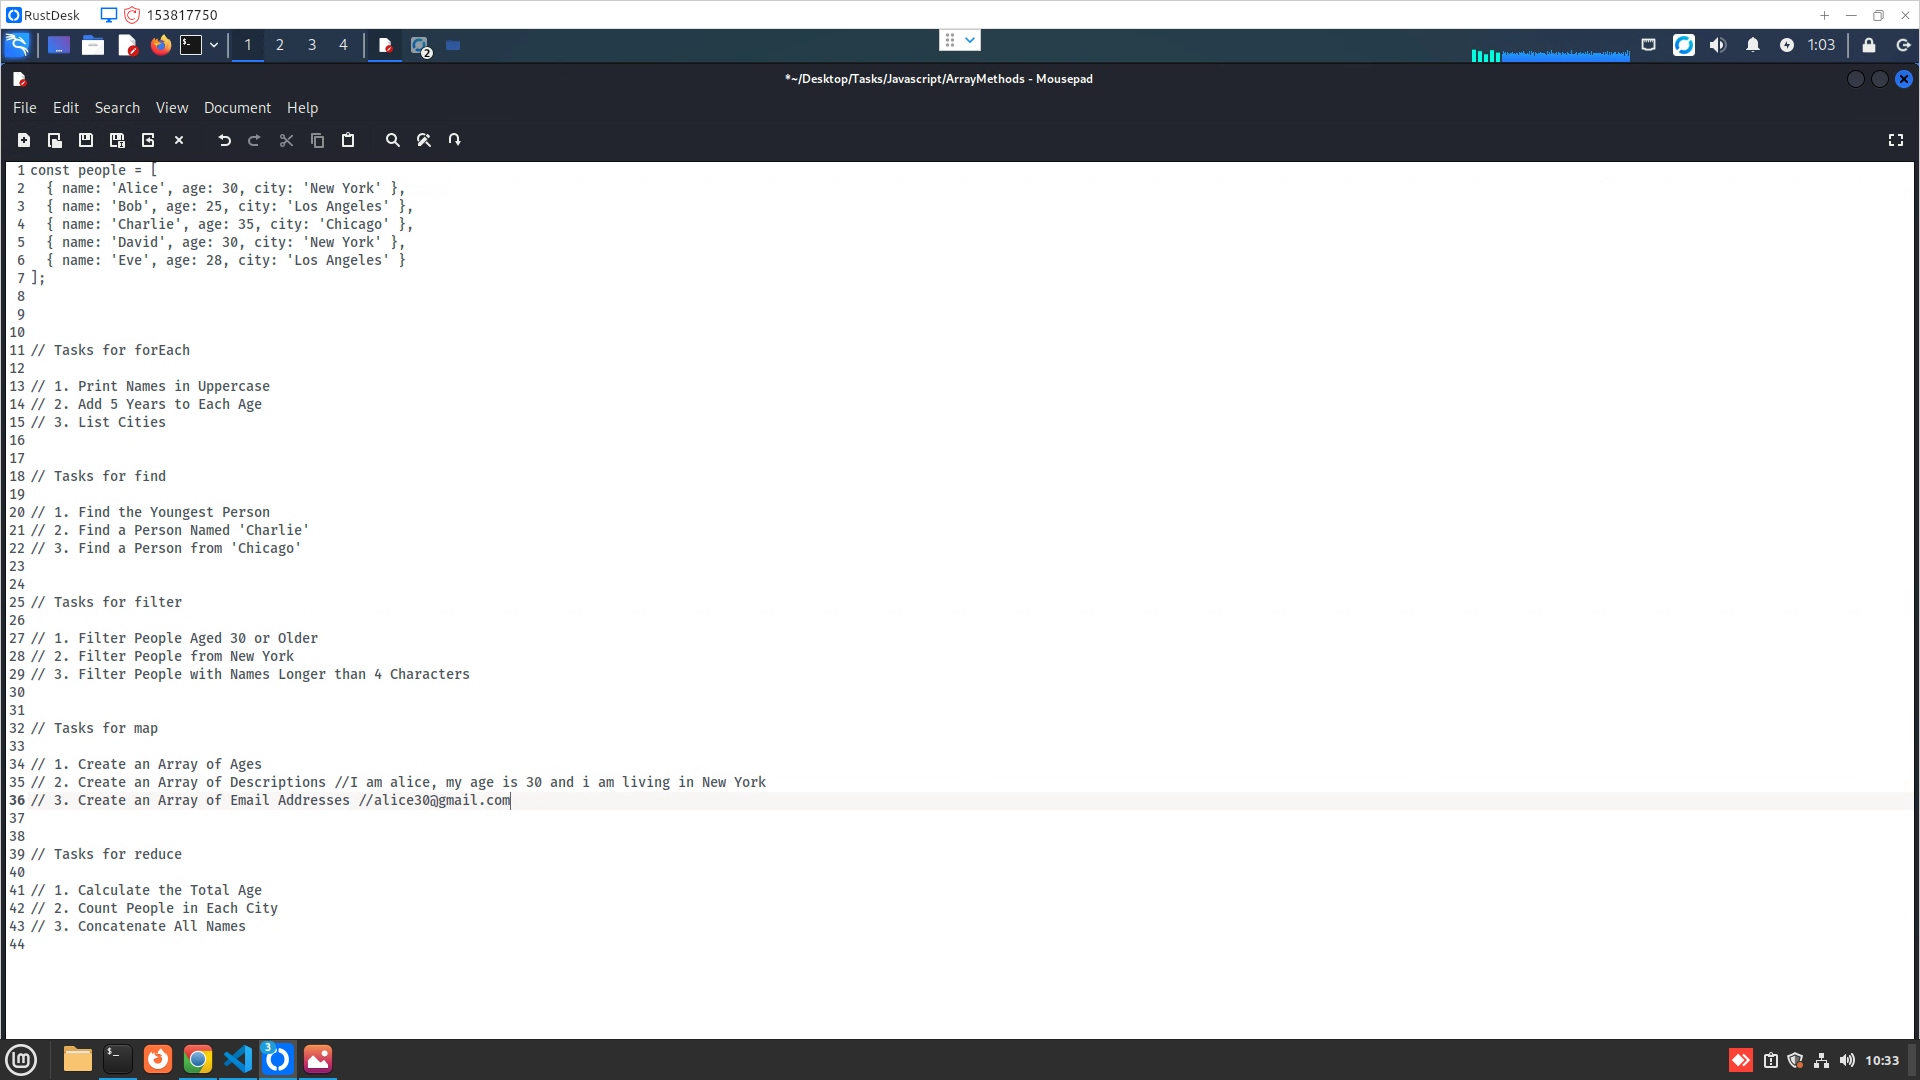 RustDesk 153817750
1 2 3 4 2 1:03
*~/Desktop/Tasks/Javascript/ArrayMethods - Mousepad
File Edit Search View Document Help
1 const people = [
2 { name: 'Alice', age: 30, city: 'New York' },
3 { name: 'Bob', age: 25, city: 'Los Angeles' },
4 { name: 'Charlie', age: 35, city: 'Chicago' },
5 { name: 'David', age: 30, city: 'New York' },
6 { name: 'Eve', age: 28, city: 'Los Angeles' }
7 ];
8
9
10
11 // Tasks for forEach
12
13 // 1. Print Names in Uppercase
14 // 2. Add 5 Years to Each Age
15 // 3. List Cities
16
17
18 // Tasks for find
19
20 // 1. Find the Youngest Person
21 // 2. Find a Person Named 'Charlie'
22 // 3. Find a Person from 'Chicago'
23
24
25 // Tasks for filter
26
27 // 1. Filter People Aged 30 or Older
28 // 2. Filter People from New York
29 // 3. Filter People with Names Longer than 4 Characters
30
31
32 // Tasks for map
33
34 // 1. Create an Array of Ages
35 // 2. Create an Array of Descriptions //I am alice, my age is 30 and i am living in New York
36 // 3. Create an Array of Email Addresses //alice30@gmail.com
37
38
39 // Tasks for reduce
40
41 // 1. Calculate the Total Age
42 // 2. Count People in Each City
43 // 3. Concatenate All Names
44
3 10:33